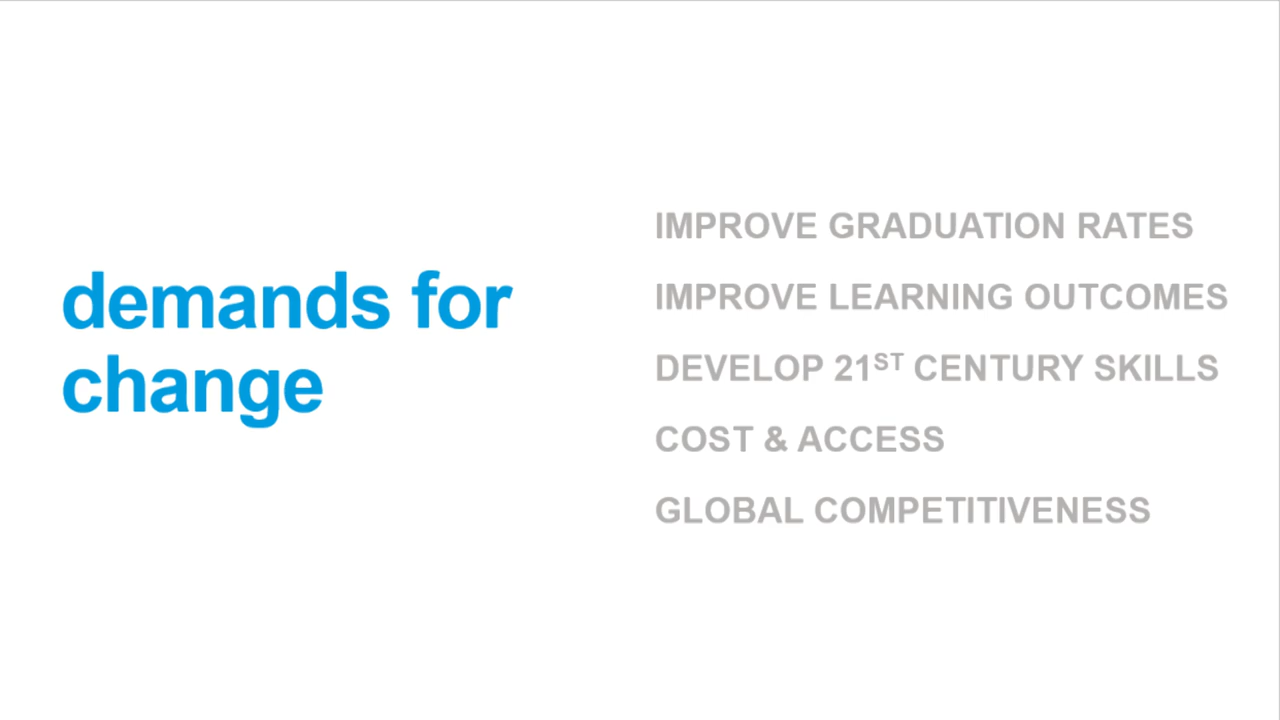 demands for
change
IMPROVE GRADUATION RATES
IMPROVE LEARNING OUTCOMES
DEVELOP 21ST CENTURY SKILLS
COST & ACCESS
GLOBAL COMPETITIVENESS